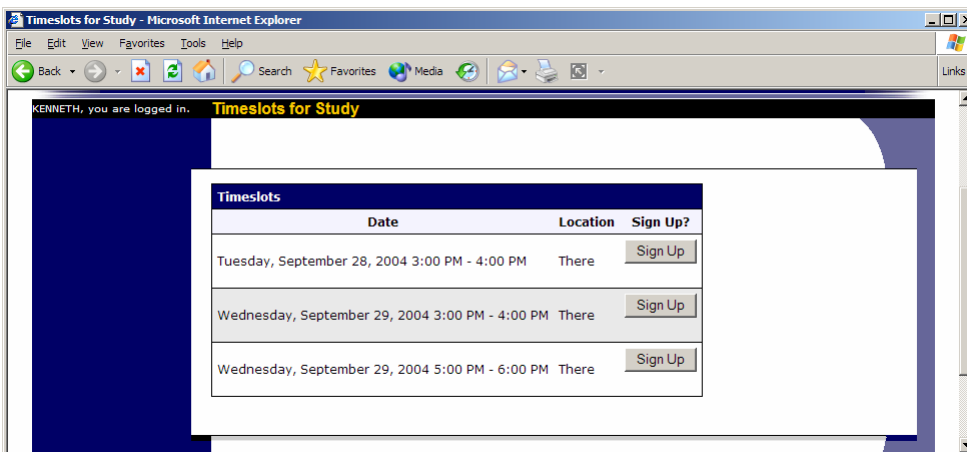 Timeslots for Study - Microsoft Internet Explorer
File Edit View Favorites Tools Help
Back Search Favorites Media Links
KENNETH, you are logged in. Timeslots for Study
Timeslots
Date Location Sign Up?
Tuesday, September 28, 2004 3:00 PM - 4:00 PM There Sign Up
Wednesday, September 29, 2004 3:00 PM - 4:00 PM There Sign Up
Wednesday, September 29, 2004 5:00 PM - 6:00 PM There Sign Up